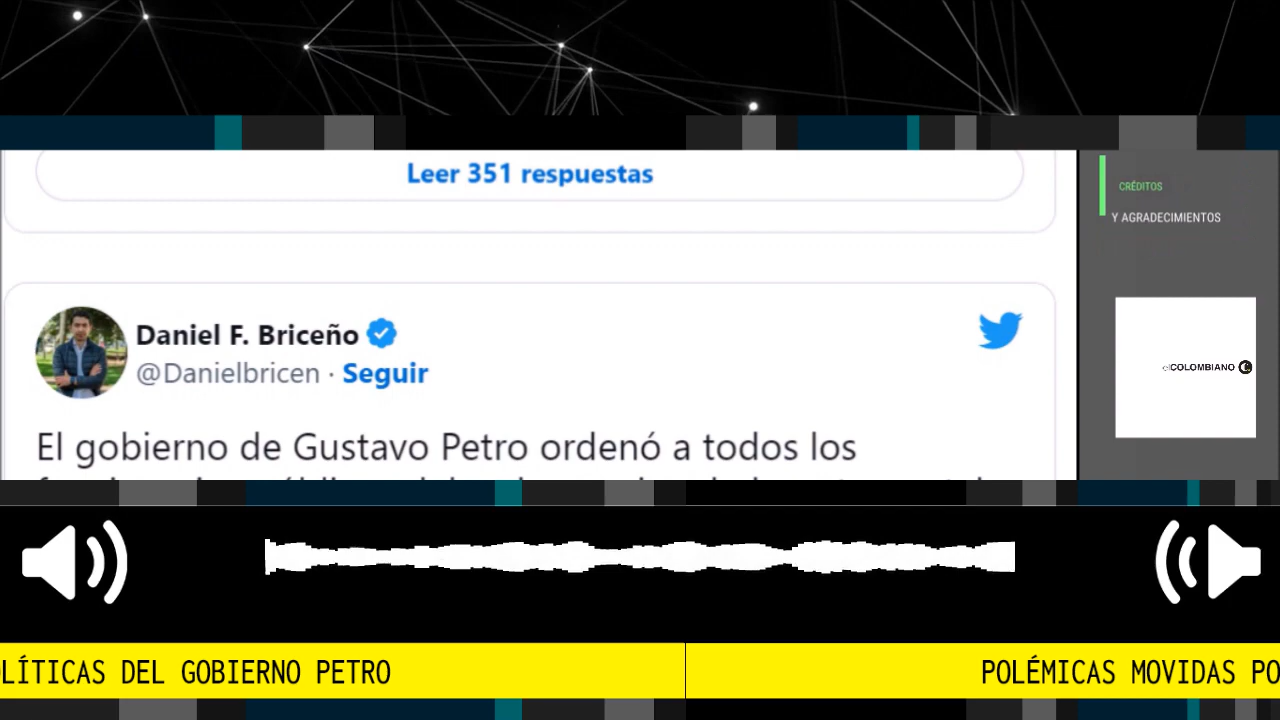 Leer 351 respuestas
CRÉDITOS
Y AGRADECIMIENTOS
Daniel F. Briceño
@Danielbricen · Seguir
elCOLOMBIANO
El gobierno de Gustavo Petro ordenó a todos los
LÍTICAS DEL GOBIERNO PETRO
POLÉMICAS MOVIDAS PO